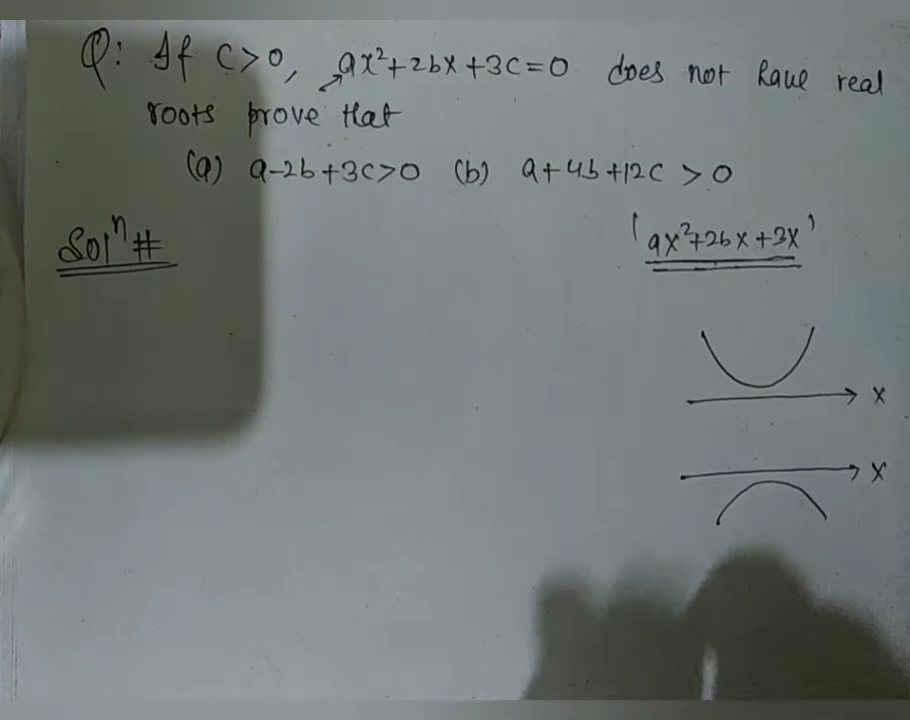 Q: If c>0, ax²+2bx+3c=0 does not have real
roots prove that
(a) a-2b+3c>0 (b) a+4b+12c > 0
Solⁿ #
'ax²+2bx+3x'
x
x